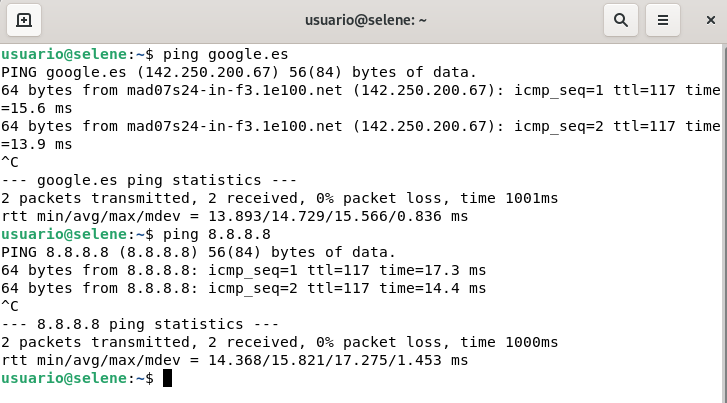 usuario@selene: ~
usuario@selene:~$ ping google.es
PING google.es (142.250.200.67) 56(84) bytes of data.
64 bytes from mad07s24-in-f3.1e100.net (142.250.200.67): icmp_seq=1 ttl=117 time
=15.6 ms
64 bytes from mad07s24-in-f3.1e100.net (142.250.200.67): icmp_seq=2 ttl=117 time
=13.9 ms
^C
--- google.es ping statistics ---
2 packets transmitted, 2 received, 0% packet loss, time 1001ms
rtt min/avg/max/mdev = 13.893/14.729/15.566/0.836 ms
usuario@selene:~$ ping 8.8.8.8
PING 8.8.8.8 (8.8.8.8) 56(84) bytes of data.
64 bytes from 8.8.8.8: icmp_seq=1 ttl=117 time=17.3 ms
64 bytes from 8.8.8.8: icmp_seq=2 ttl=117 time=14.4 ms
^C
--- 8.8.8.8 ping statistics ---
2 packets transmitted, 2 received, 0% packet loss, time 1000ms
rtt min/avg/max/mdev = 14.368/15.821/17.275/1.453 ms
usuario@selene:~$